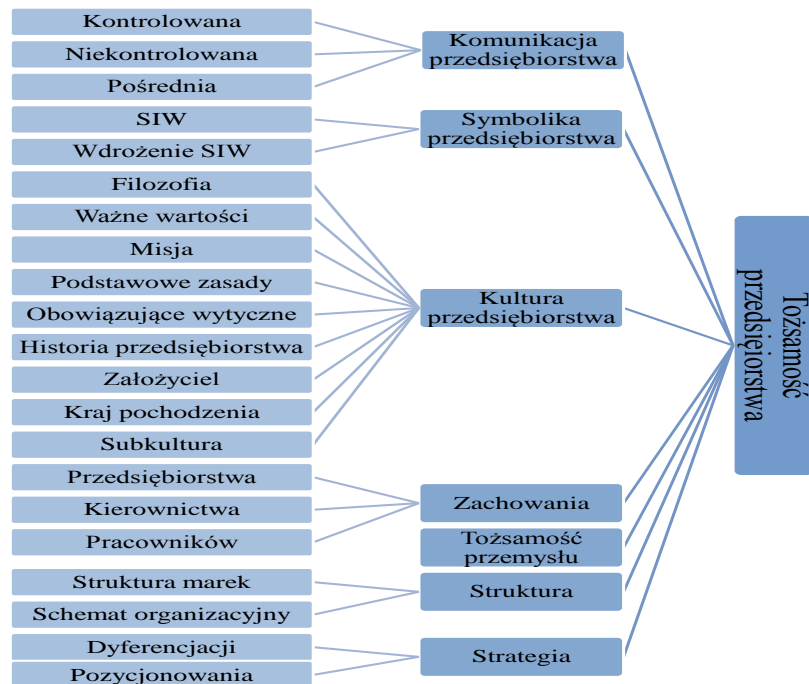 Kontrolowana
Niekontrolowana
Pośrednia
SIW
Wdrożenie SIW
Filozofia
Ważne wartości
Misja
Podstawowe zasady
Obowiązujące wytyczne
Historia przedsiębiorstwa
Założyciel
Kraj pochodzenia
Subkultura
Przedsiębiorstwa
Kierownictwa
Pracowników
Struktura marek
Schemat organizacyjny
Dyferencjacji
Pozycjonowania
Komunikacja
przedsiębiorstwa
Symbolika
przedsiębiorstwa
Kultura
przedsiębiorstwa
Zachowania
Tożsamość
przemysłu
Struktura
Strategia
Tożsamość
przedsięiorstwa